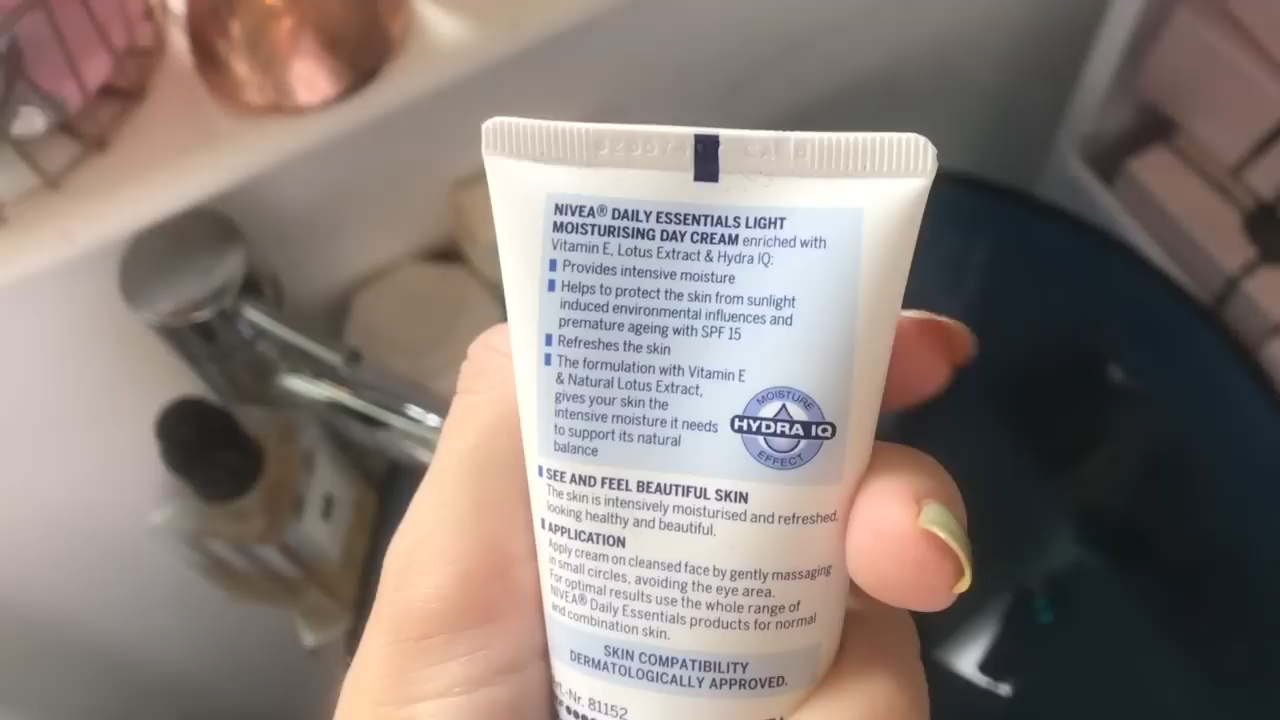 NIVEA® DAILY ESSENTIALS LIGHT
MOISTURISING DAY CREAM enriched with
Vitamin E, Lotus Extract & Hydra IQ:
Provides intensive moisture
Helps to protect the skin from sunlight
induced environmental influences and
premature ageing with SPF 15
Refreshes the skin
The formulation with Vitamin E
& Natural Lotus Extract,
gives your skin the
intensive moisture it needs
to support its natural
balance
MOISTURE
HYDRA IQ
EFFECT
SEE AND FEEL BEAUTIFUL SKIN
The skin is intensively moisturised and refreshed,
looking healthy and beautiful.
APPLICATION
Apply cream on cleansed face by gently massaging
in small circles, avoiding the eye area.
For optimal results use the whole range of
NIVEA® Daily Essentials products for normal
and combination skin.
SKIN COMPATIBILITY
DERMATOLOGICALLY APPROVED.
81152